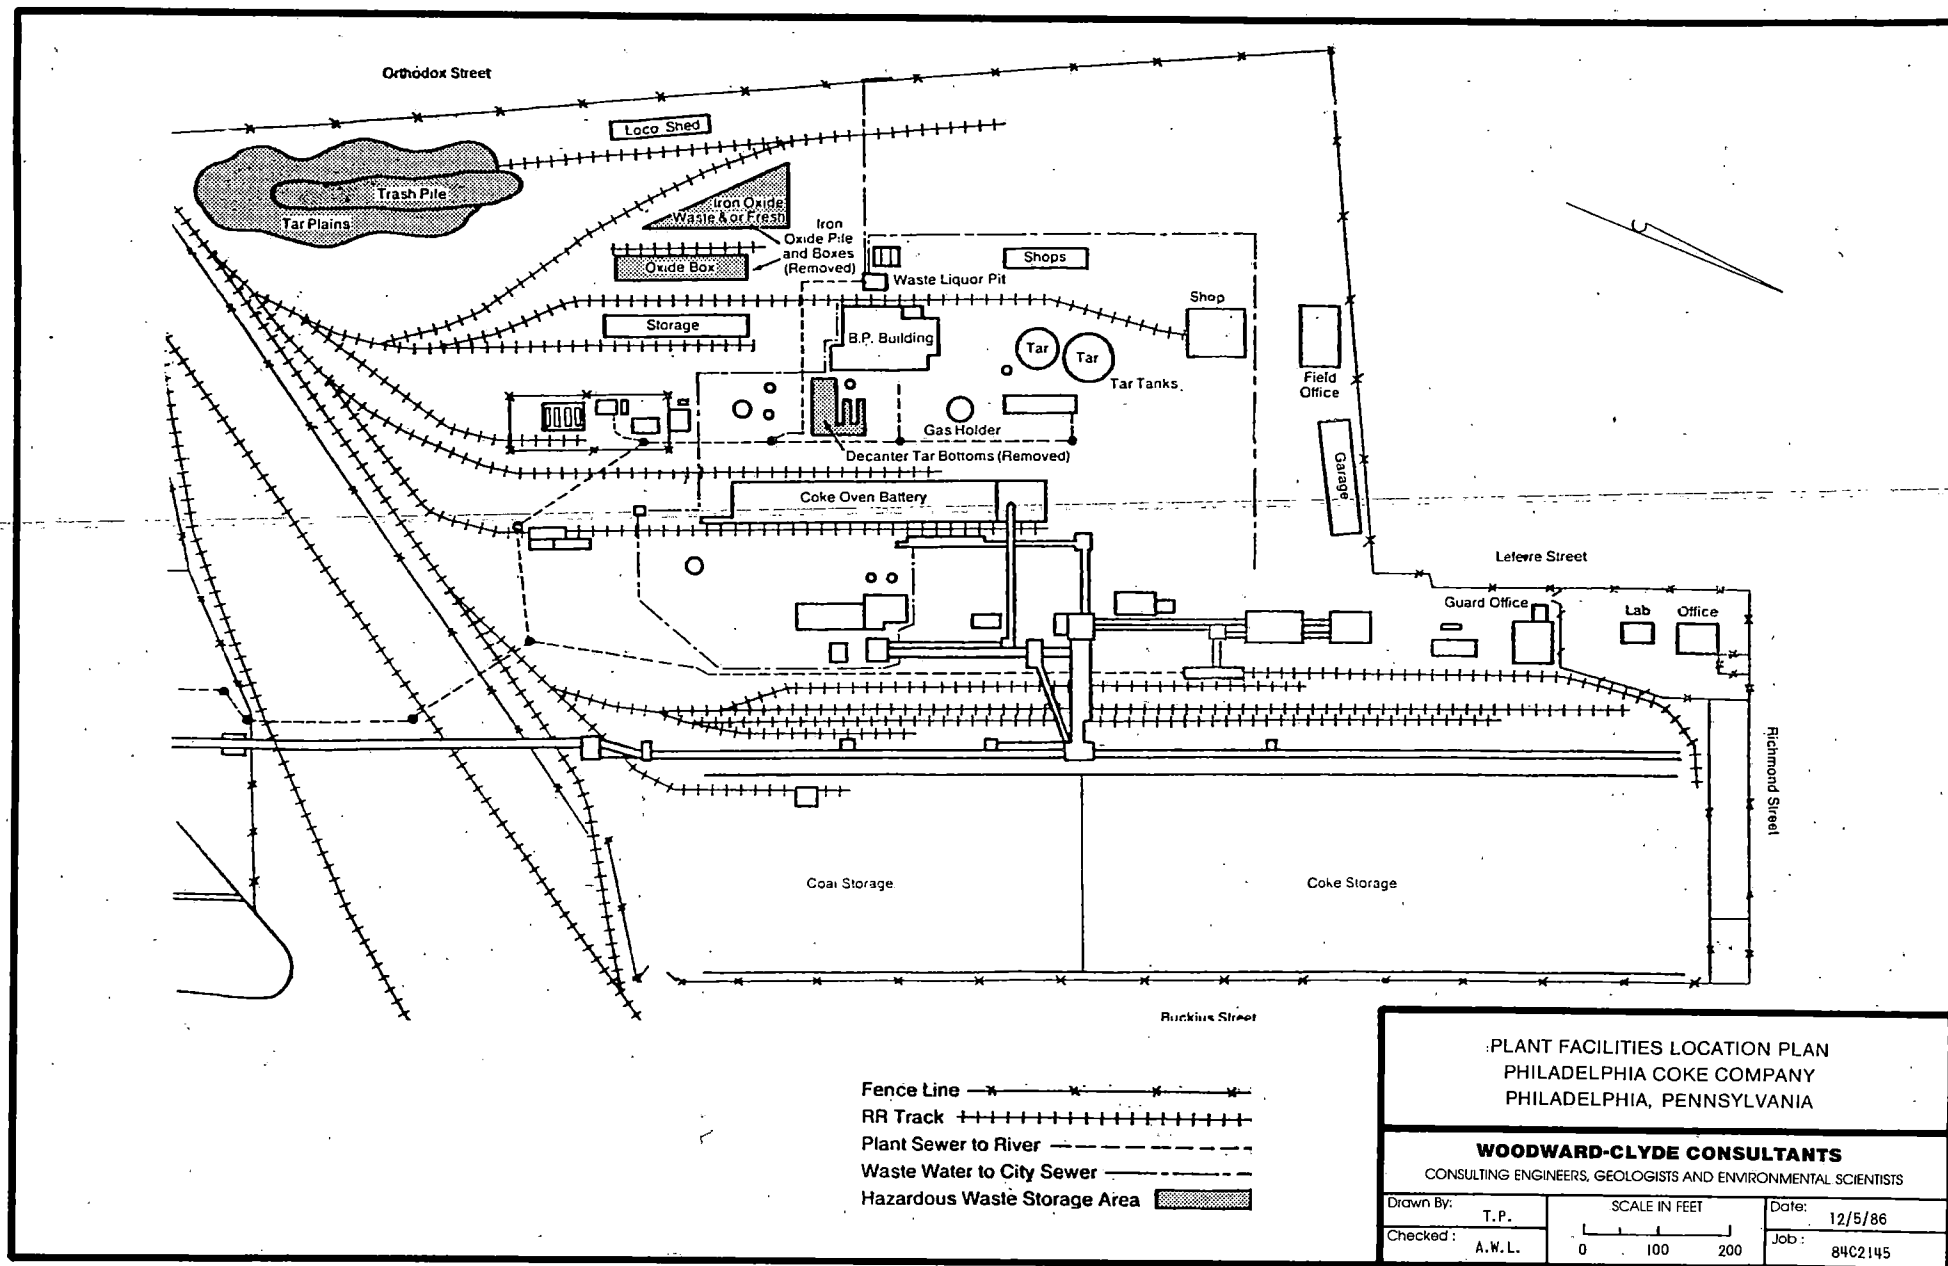 Orthodox Street
Loco Shed
Trash Pile
Tar Plains
Iron Oxide
Waste & or Fresh
Iron
Oxide Pile
and Boxes
(Removed)
Oxide Box
Waste Liquor Pit
Shops
Storage
B.P. Building
Tar
Tar
Tar Tanks
Shop
Field
Office
Gas Holder
Decanter Tar Bottoms (Removed)
Garage
Coke Oven Battery
Lefevre Street
Guard Office
Lab
Office
Richmond Street
Coal Storage
Coke Storage
Buckius Street
Fence Line
RR Track
Plant Sewer to River
Waste Water to City Sewer
Hazardous Waste Storage Area
PLANT FACILITIES LOCATION PLAN
PHILADELPHIA COKE COMPANY
PHILADELPHIA, PENNSYLVANIA
WOODWARD-CLYDE CONSULTANTS
CONSULTING ENGINEERS, GEOLOGISTS AND ENVIRONMENTAL SCIENTISTS
Drawn By: T.P.
Checked: A.W.L.
SCALE IN FEET
0 100 200
Date: 12/5/86
Job: 84C2145